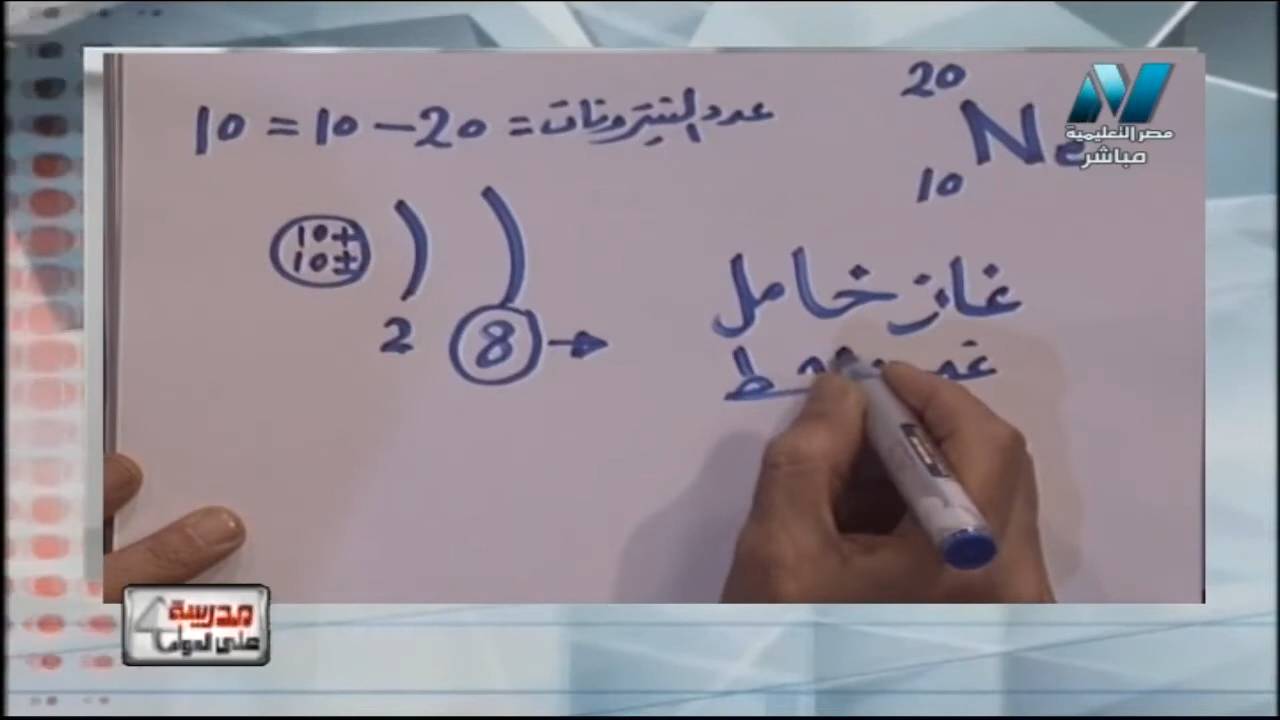 20
Ne
10
عدد النيترونات = 20 – 10 = 10
10+
10±
2
8
غاز خامل
مصر التعليمية
مباشر
مدرسة
على الهواء
4